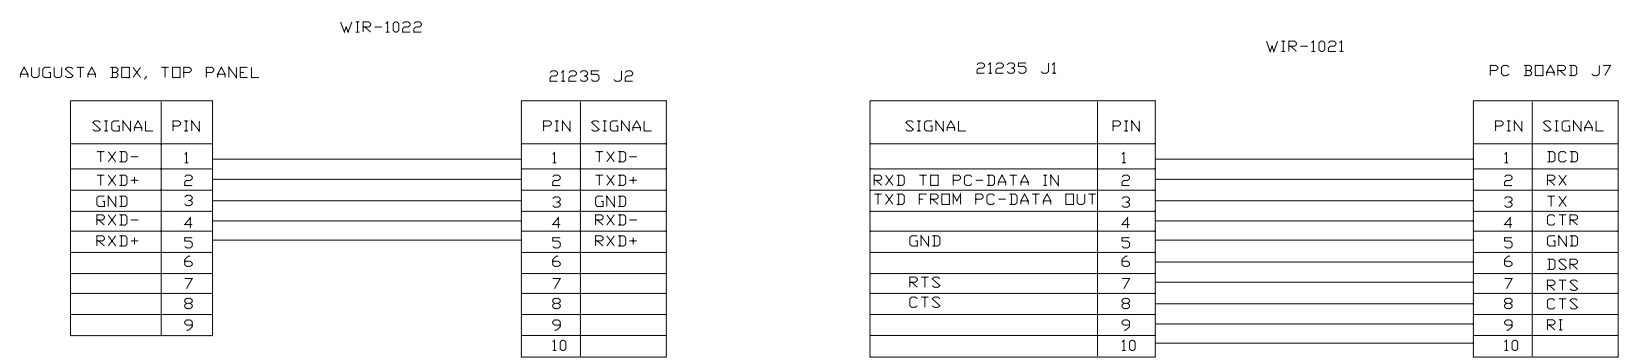 WIR-1022
WIR-1021
AUGUSTA BOX, TOP PANEL
21235 J2
21235 J1
PC BOARD J7
SIGNAL PIN PIN SIGNAL SIGNAL PIN PIN SIGNAL
TXD- 1 1 TXD- 1 1 DCD
TXD+ 2 2 TXD+ RXD TO PC-DATA IN 2 2 RX
GND 3 3 GND TXD FROM PC-DATA OUT 3 3 TX
RXD- 4 4 RXD- 4 4 CTR
RXD+ 5 5 RXD+ GND 5 5 GND
6 6 6 6 DSR
7 7 RTS 7 7 RTS
8 8 CTS 8 8 CTS
9 9 9 9 RI
10 10 10